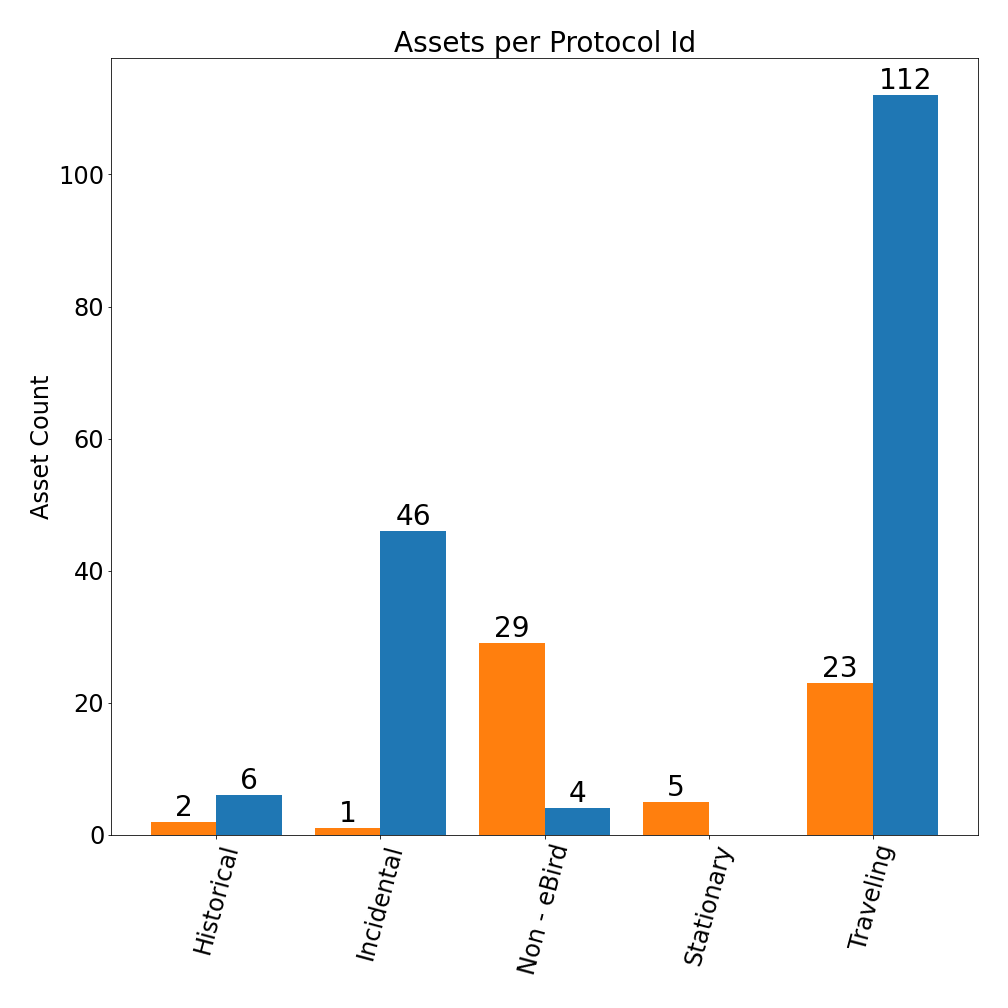 Assets per Protocol Id
Asset Count
100
80
60
40
20
0
2
6
1
46
29
4
5
23
112
Historical
Incidental
Non - eBird
Stationary
Traveling